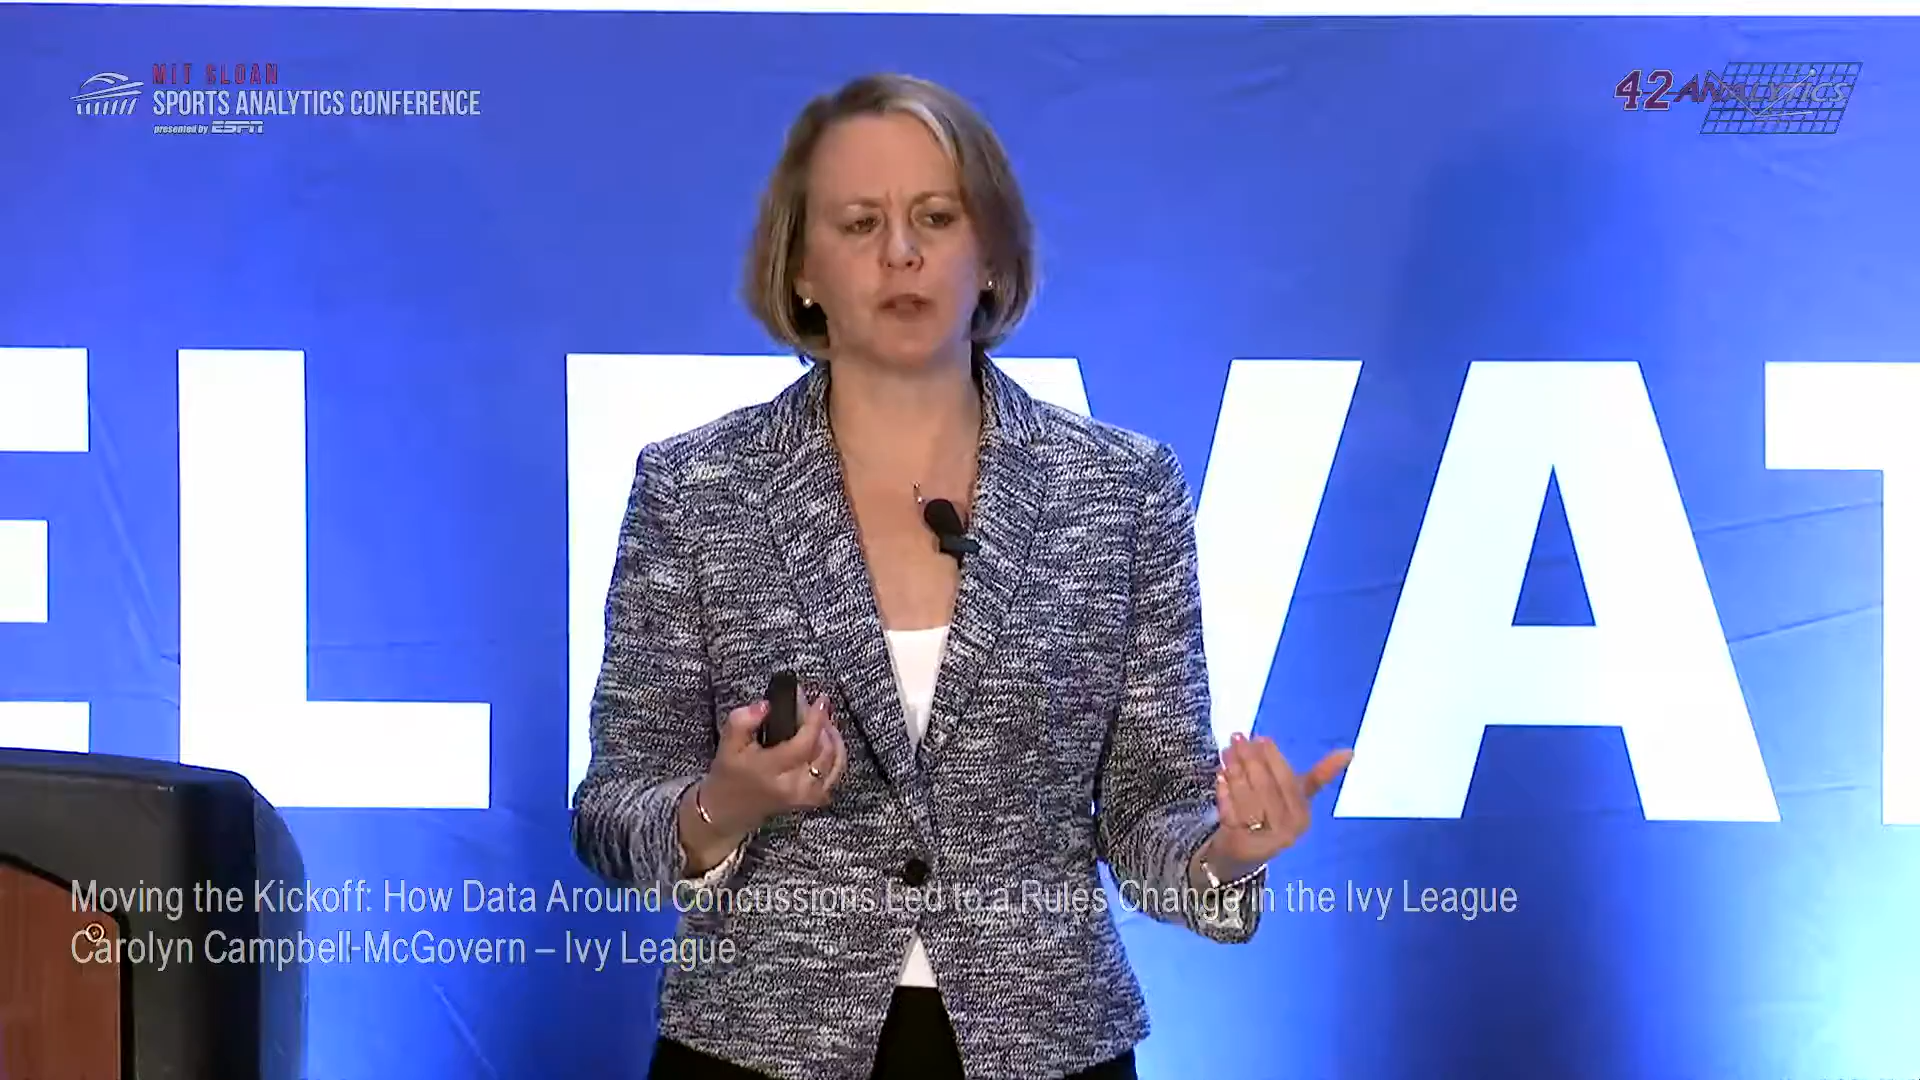 MIT SLOAN
SPORTS ANALYTICS CONFERENCE
presented by ESPN
42 ANALYTICS
ELEVAT
Moving the Kickoff: How Data Around Concussions Led to a Rules Change in the Ivy League
Carolyn Campbell-McGovern – Ivy League